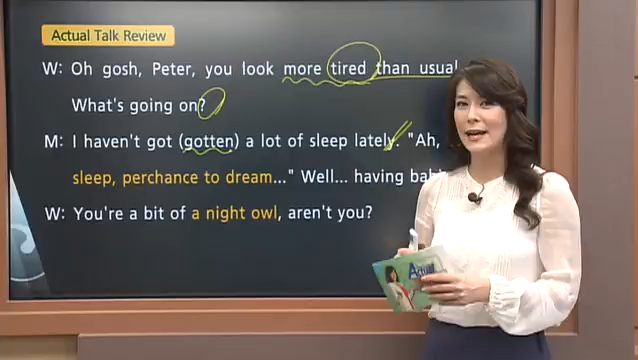 Actual Talk Review
W: Oh gosh, Peter, you look more tired than usual
What's going on?
M: I haven't got (gotten) a lot of sleep lately. "Ah,
sleep, perchance to dream..." Well... having
W: You're a bit of a night owl, aren't you?
Actual